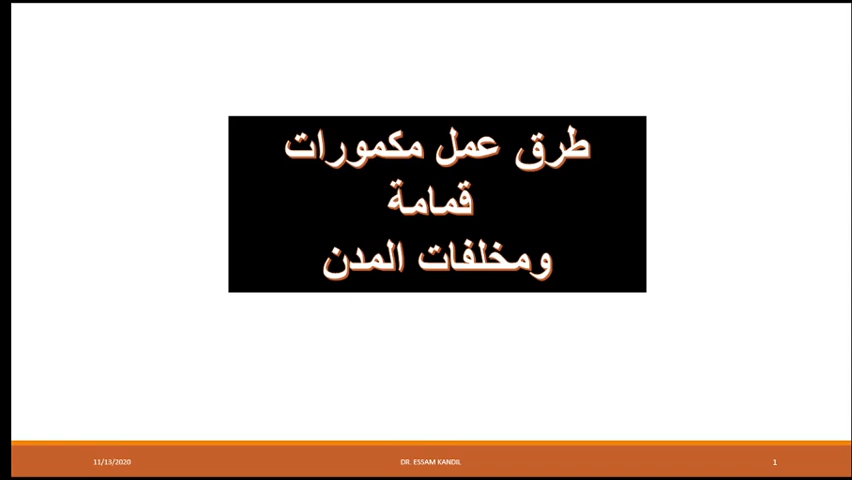 طرق عمل مكمورات
قمامة
ومخلفات المدن
11/13/2020
DR. ESSAM KANDIL
1